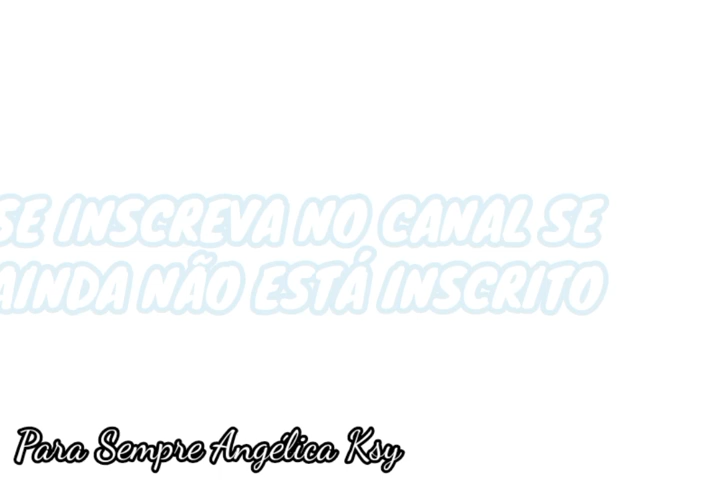 SE INSCREVA NO CANAL SE
AINDA NÃO ESTÁ INSCRITO
Para Sempre Angélica Ksy